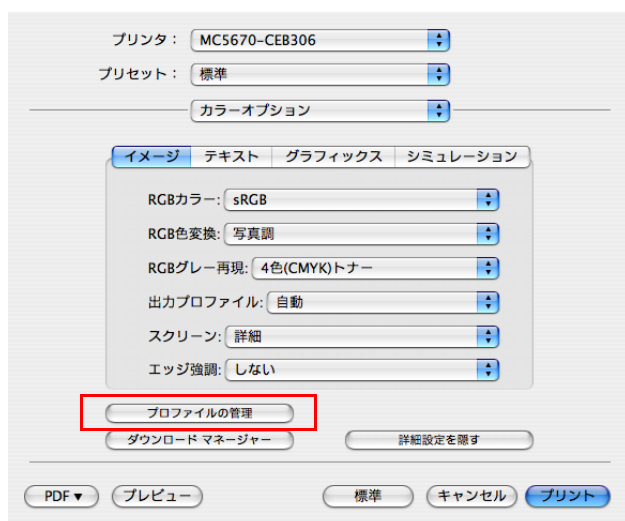 プリンタ： MC5670-CEB306
プリセット： 標準
カラーオプション
イメージ テキスト グラフィックス シミュレーション
RGBカラー: sRGB
RGB色変換: 写真調
RGBグレー再現: 4色(CMYK)トナー
出力プロファイル: 自動
スクリーン: 詳細
エッジ強調: しない
プロファイルの管理
ダウンロード マネージャー 詳細設定を隠す
PDF▼ プレビュー 標準 キャンセル プリント